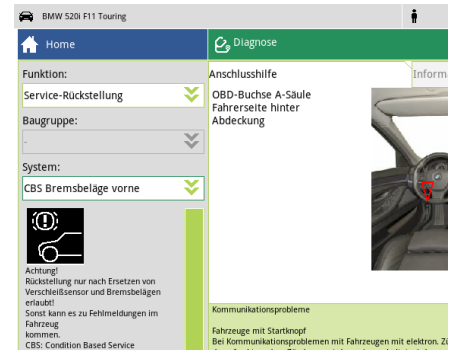 BMW 520i F11 Touring
Home
Diagnose
Funktion:
Service-Rückstellung
Baugruppe:
-
System:
CBS Bremsbeläge vorne
Achtung!
Rückstellung nur nach Ersetzen von
Verschleißsensor und Bremsbelägen
erlaubt!
Sonst kann es zu Fehlmeldungen im
Fahrzeug
kommen.
CBS: Condition Based Service
Anschlusshilfe
Inform
OBD-Buchse A-Säule
Fahrerseite hinter
Abdeckung
Kommunikationsprobleme
Fahrzeuge mit Startknopf
Bei Kommunikationsproblemen mit Fahrzeugen mit elektron. Zü